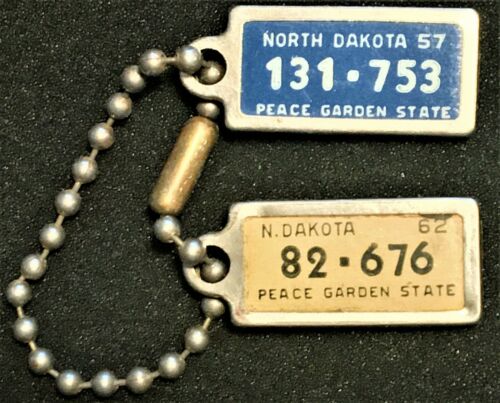 NORTH DAKOTA 57
131·753
PEACE GARDEN STATE
N. DAKOTA 62
82·676
PEACE GARDEN STATE